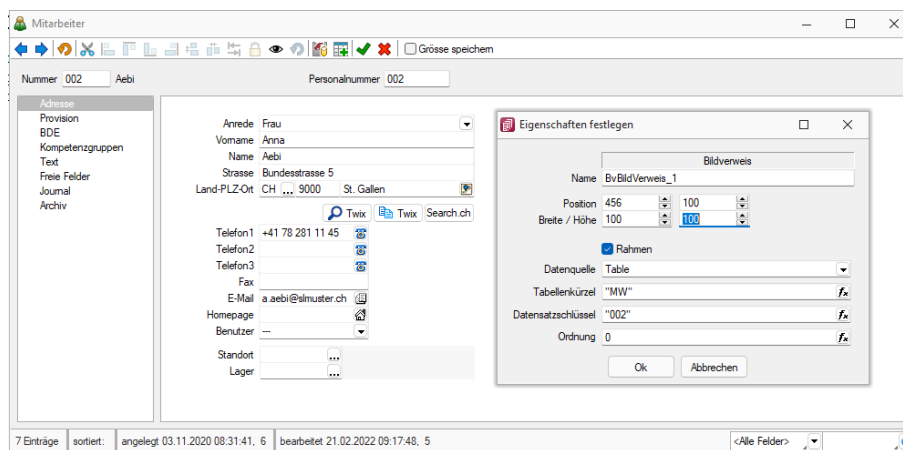 Mitarbeiter
Grösse speichern
Nummer 002 Aebi Personalnummer 002
Adresse
Provision
BDE
Kompetenzgruppen
Text
Freie Felder
Journal
Archiv
Anrede Frau
Vorname Anna
Name Aebi
Strasse Bundesstrasse 5
Land-PLZ-Ort CH ... 9000 St. Gallen
Twix Twix Search.ch
Telefon1 +41 78 281 11 45
Telefon2
Telefon3
Fax
E-Mail a.aebi@slmuster.ch
Homepage
Benutzer ---
Standort ...
Lager ...
Eigenschaften festlegen
Bildverweis
Name BvBildVerweis_1
Position 456 100
Breite / Höhe 100 100
Rahmen
Datenquelle Table
Tabellenkürzel "MW" fx
Datensatzschlüssel "002" fx
Ordnung 0 fx
Ok Abbrechen
7 Einträge sortiert: angelegt 03.11.2020 08:31:41, 6 bearbeitet 21.02.2022 09:17:48, 5 <Alle Felder>